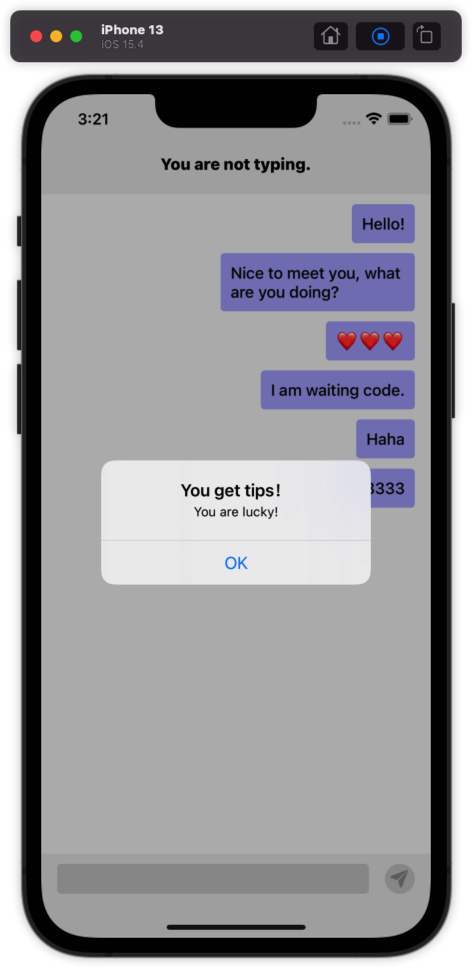 iPhone 13
iOS 15.4
3:21
You are not typing.
Hello!
Nice to meet you, what
are you doing?
❤️❤️❤️
I am waiting code.
Haha
3333
You get tips!
You are lucky!
OK